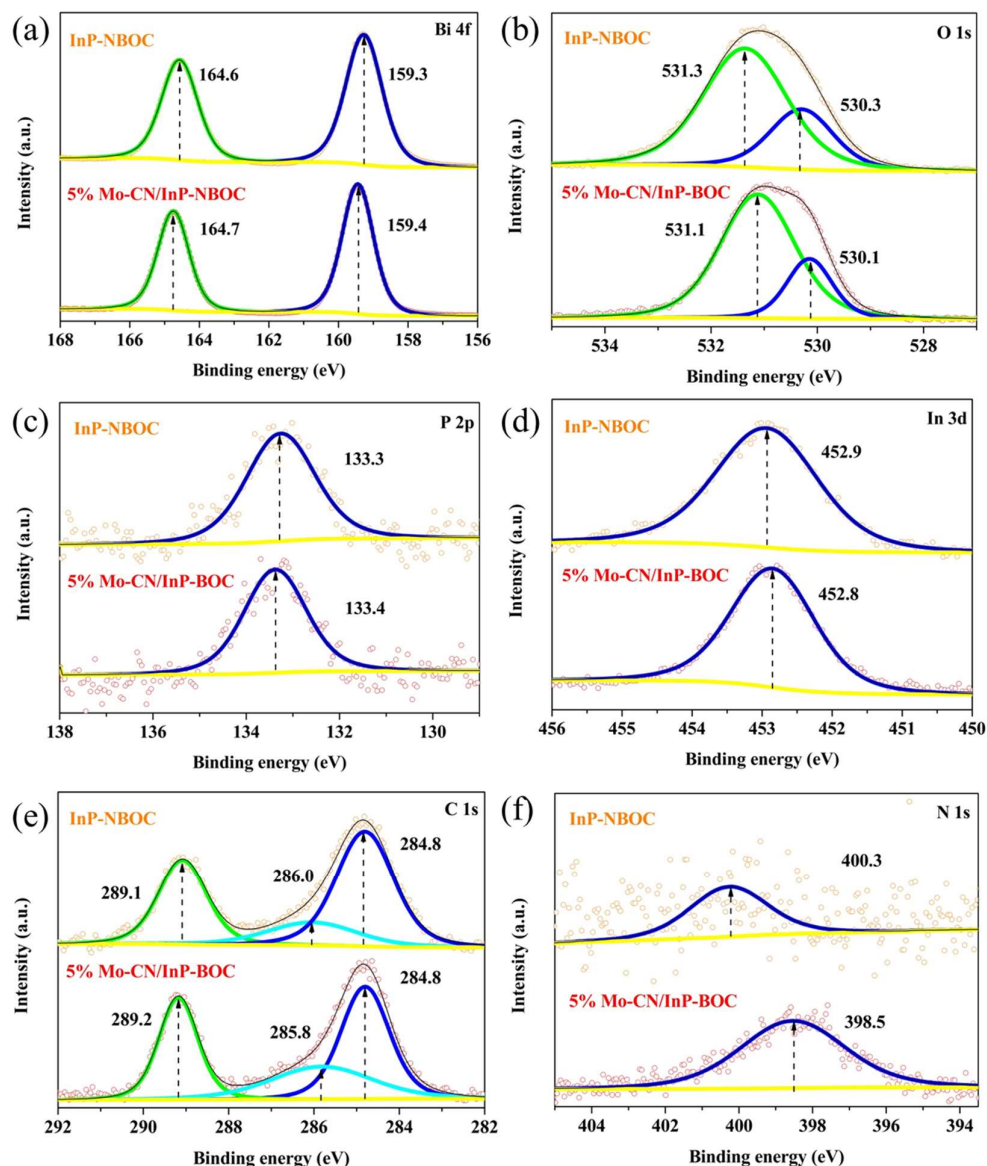 (a)
Bi 4f
InP-NBOC
164.6
159.3
5% Mo-CN/InP-NBOC
164.7
159.4
Intensity (a.u.)
168 166 164 162 160 158 156
Binding energy (eV)
(b)
O 1s
InP-NBOC
531.3
530.3
5% Mo-CN/InP-BOC
531.1
530.1
Intensity (a.u.)
534 532 530 528
Binding energy (eV)
(c)
P 2p
InP-NBOC
133.3
5% Mo-CN/InP-BOC
133.4
Intensity (a.u.)
138 136 134 132 130
Binding energy (eV)
(d)
In 3d
InP-NBOC
452.9
5% Mo-CN/InP-BOC
452.8
Intensity (a.u.)
456 455 454 453 452 451 450
Binding energy (eV)
(e)
C 1s
InP-NBOC
284.8
289.1
286.0
5% Mo-CN/InP-BOC
284.8
289.2
285.8
Intensity (a.u.)
292 290 288 286 284 282
Binding energy (eV)
(f)
N 1s
InP-NBOC
400.3
5% Mo-CN/InP-BOC
398.5
Intensity (a.u.)
404 402 400 398 396 394
Binding energy (eV)